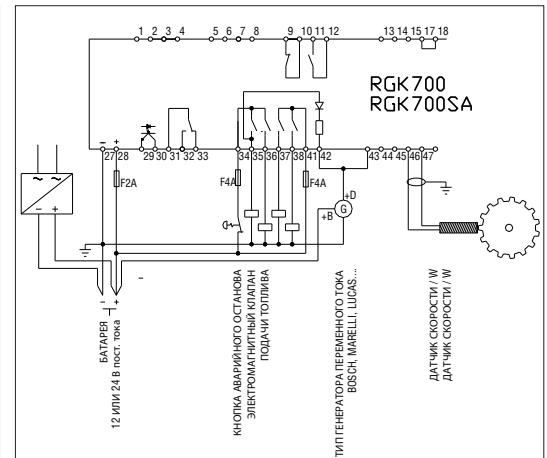 1 2 3 4 5 6 7 8 9 10 11 12 13 14 15 17 18
RGK700
RGK700SA
27 28 29 30 31 32 33 34 35 36 37 38 41 42 43 44 45 46 47
F2A
F4A
F4A
~ ~
- +
- +
+D
+B
G
–
- +
БАТАРЕЯ
12 ИЛИ 24 В пост. тока
КНОПКА АВАРИЙНОГО ОСТАНОВА
ЭЛЕКТРОМАГНИТНЫЙ КЛАПАН
ПОДАЧИ ТОПЛИВА
ТИП ГЕНЕРАТОРА ПЕРЕМЕННОГО ТОКА
BOSCH, MARELLI, LUCAS....
ДАТЧИК СКОРОСТИ / W
ДАТЧИК СКОРОСТИ / W